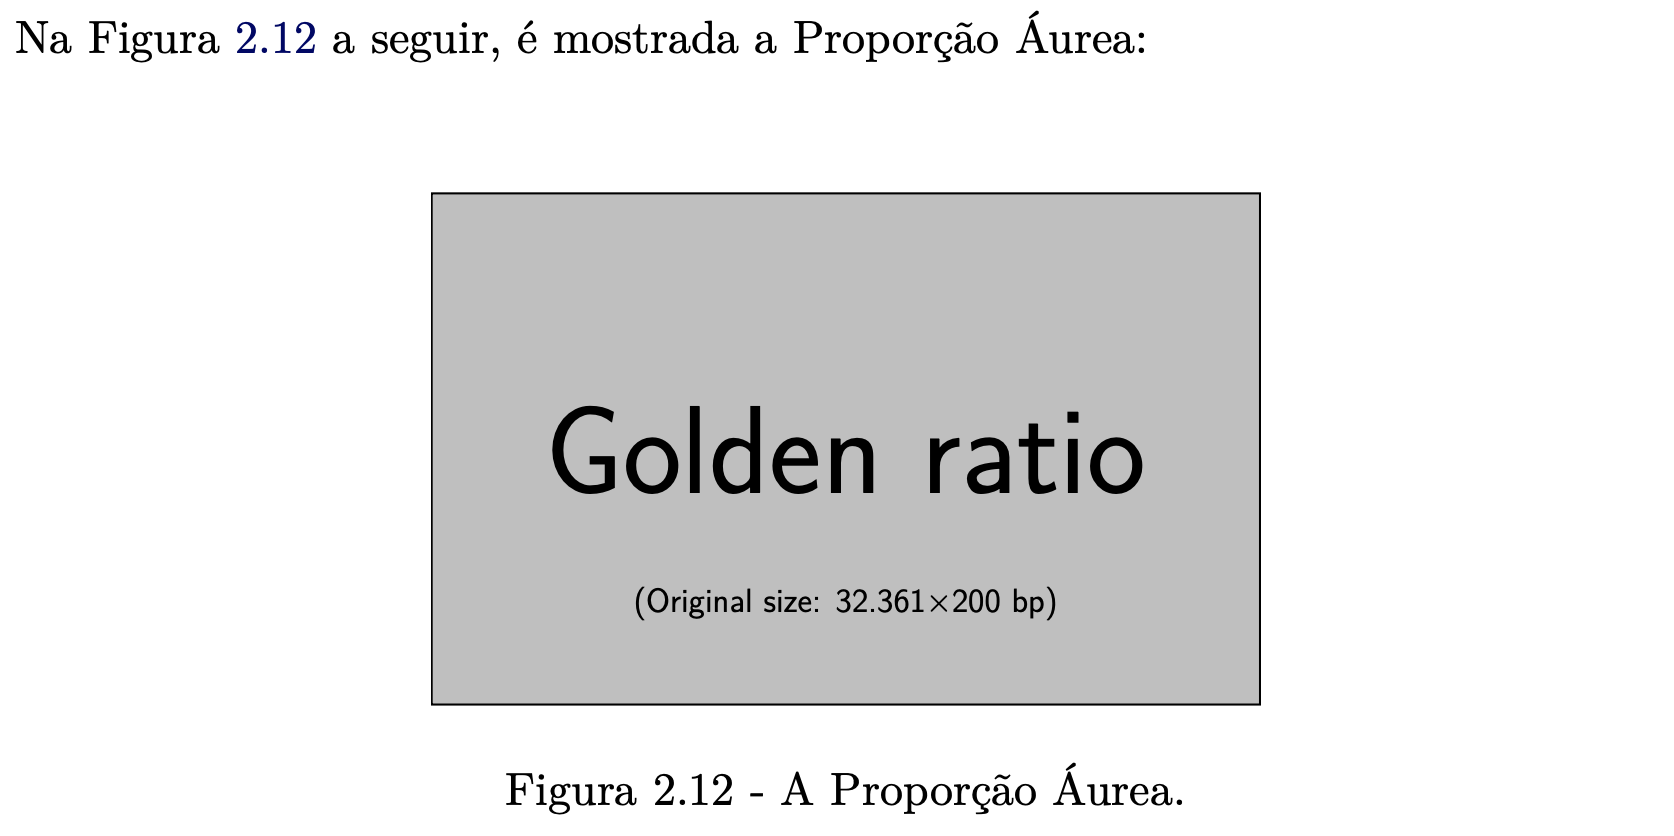 Na Figura 2.12 a seguir, é mostrada a Proporção Áurea:
Golden ratio
(Original size: 32.361×200 bp)
Figura 2.12 - A Proporção Áurea.